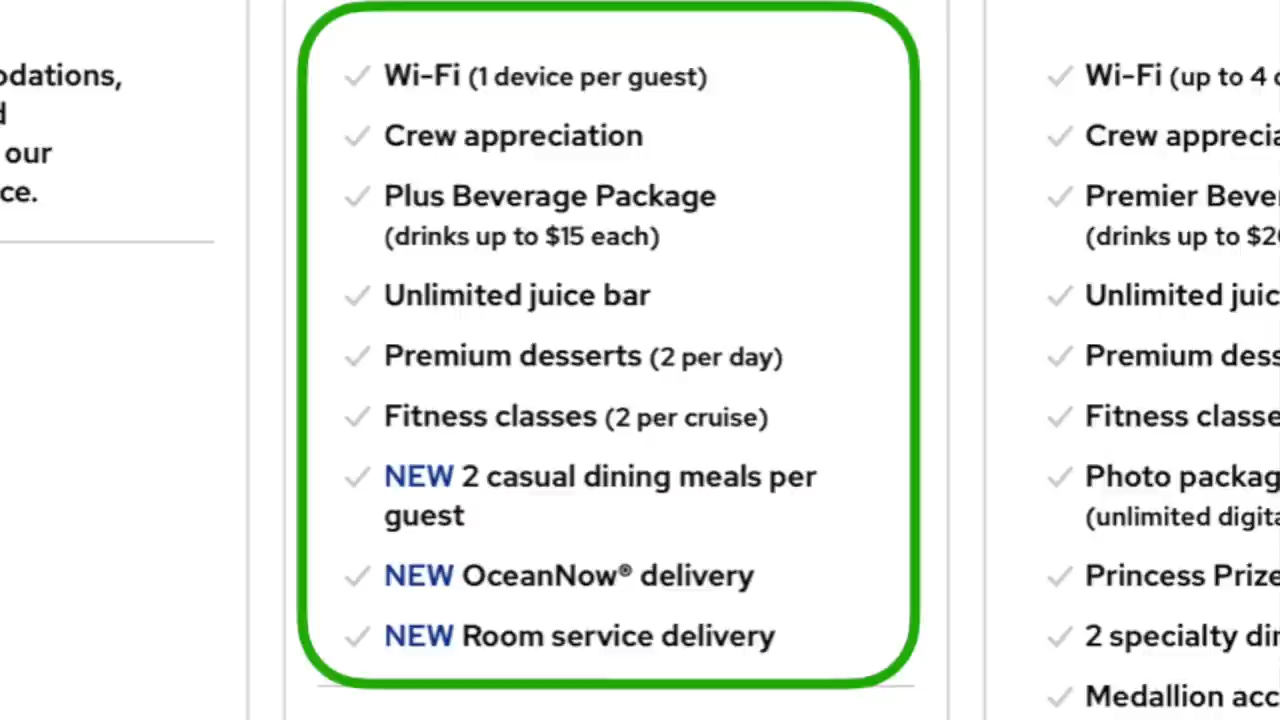 odations,
our
ce.
Wi-Fi (1 device per guest)
Crew appreciation
Plus Beverage Package
(drinks up to $15 each)
Unlimited juice bar
Premium desserts (2 per day)
Fitness classes (2 per cruise)
NEW 2 casual dining meals per
guest
NEW OceanNow® delivery
NEW Room service delivery
Wi-Fi (up to 4
Crew apprecia
Premier Bever
(drinks up to $20
Unlimited juic
Premium dess
Fitness classe
Photo packag
(unlimited digita
Princess Prize
2 specialty din
Medallion acc